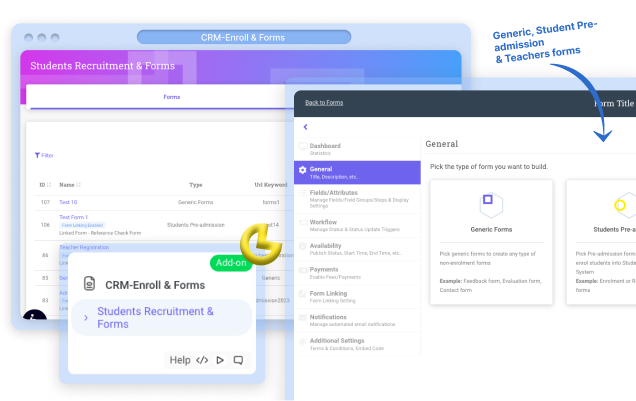 CRM-Enroll & Forms
Generic, Student Pre-
admission
& Teachers forms
Students Recruitment & Forms
Forms
Filter
ID
Name
Type
Url Keyword
107
Test 10
Generic Forms
forms1
Test Form 1
106
Form Linking Enabled
Students Pre-admission
Linked Form - Reference Check Form
Teacher Registration
86
85
Generic
83
Add-on
CRM-Enroll & Forms
Students Recruitment &
Forms
Help
Back to Forms
Form Title
Dashboard
Statistics
General
Title, Description, etc..
Fields/Attributes
Manage Fields/Field Groups/Steps & Display
Settings
Workflow
Manage Status & Status Update Triggers
Availability
Publish Status, Start Time, End Time, etc..
Payments
Enable Fees/Payments
Form Linking
Form Linking Setting
Notifications
Manage automated email notifications
Additional Settings
Terms & Conditions, Embed Code
General
Pick the type of form you want to build.
Generic Forms
Pick generic forms to create any type of
non-enrolment forms
Example: Feedback form, Evaluation form,
Contact form
Students Pre-a
Pick Pre-admission form
enrol students into Stude
System
Example: Enrolment or R
forms